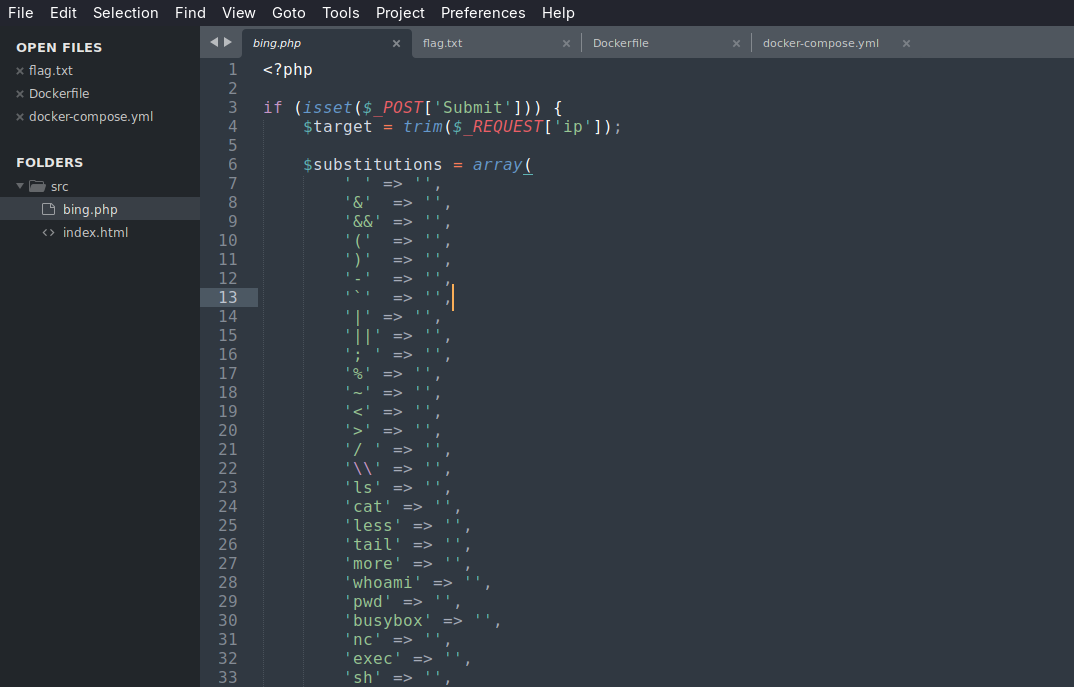 File Edit Selection Find View Goto Tools Project Preferences Help
OPEN FILES
flag.txt
Dockerfile
docker-compose.yml
FOLDERS
src
bing.php
index.html
bing.php flag.txt Dockerfile docker-compose.yml
1 <?php
2
3 if (isset($_POST['Submit'])) {
4     $target = trim($_REQUEST['ip']);
5
6     $substitutions = array(
7         ' ' => '',
8         '&'  => '',
9         '&&' => '',
10         '('  => '',
11         ')'  => '',
12         '-'  => '',
13         '`'  => '',
14         '|' => '',
15         '||' => '',
16         '; ' => '',
17         '%' => '',
18         '~' => '',
19         '<' => '',
20         '>' => '',
21         '/ ' => '',
22         '\\' => '',
23         'ls' => '',
24         'cat' => '',
25         'less' => '',
26         'tail' => '',
27         'more' => '',
28         'whoami' => '',
29         'pwd' => '',
30         'busybox' => '',
31         'nc' => '',
32         'exec' => '',
33         'sh' => '',